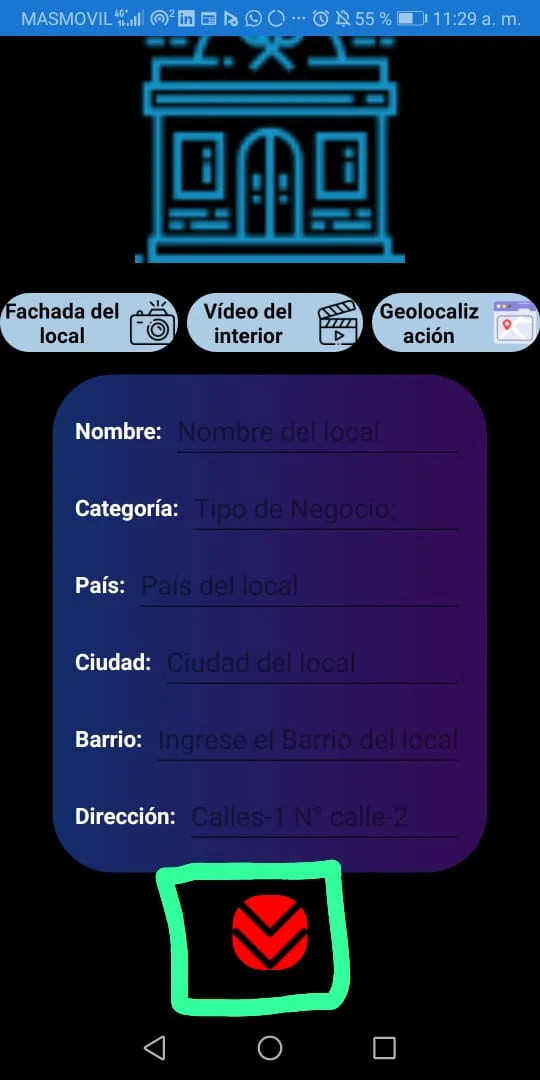 MASMOVIL 4G+ 2 55 % 11:29 a. m.
Fachada del
local
Vídeo del
interior
Geolocaliz
ación
Nombre: Nombre del local
Categoría: Tipo de Negocio:
País: País del local
Ciudad: Ciudad del local
Barrio: Ingrese el Barrio del local
Dirección: Calles-1 N° calle-2